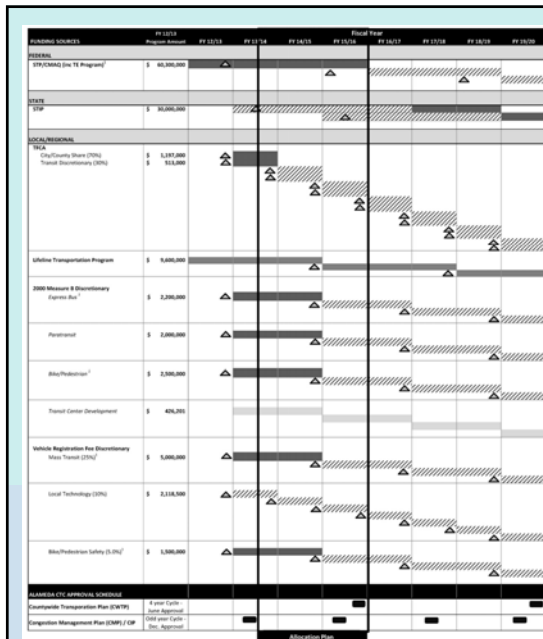 Fiscal Year
FUNDING SOURCES FY 12/13 Program Amount FY 12/13 FY 13/14 FY 14/15 FY 15/16 FY 16/17 FY 17/18 FY 18/19 FY 19/20
FEDERAL
STP/CMAQ (inc TE Program)¹ $ 60,300,000
STATE
STIP $ 30,000,000
LOCAL/REGIONAL
TFCA
City/County Share (70%) $ 1,197,000
Transit Discretionary (30%) $ 513,000
Lifeline Transportation Program $ 9,600,000
2000 Measure B Discretionary
Express Bus $ 2,200,000
Paratransit $ 2,000,000
Bike/Pedestrian $ 2,500,000
Transit Center Development $ 426,201
Vehicle Registration Fee Discretionary
Mass Transit (25%) $ 5,000,000
Local Technology (10%) $ 2,118,500
Bike/Pedestrian Safety (5.0%) $ 1,500,000
ALAMEDA CTC APPROVAL SCHEDULE
Countywide Transporation Plan (CWTP) 4 year Cycle - June Approval
Congestion Management Plan (CMP) / CIP Odd year Cycle - Dec. Approval
Allocation Plan